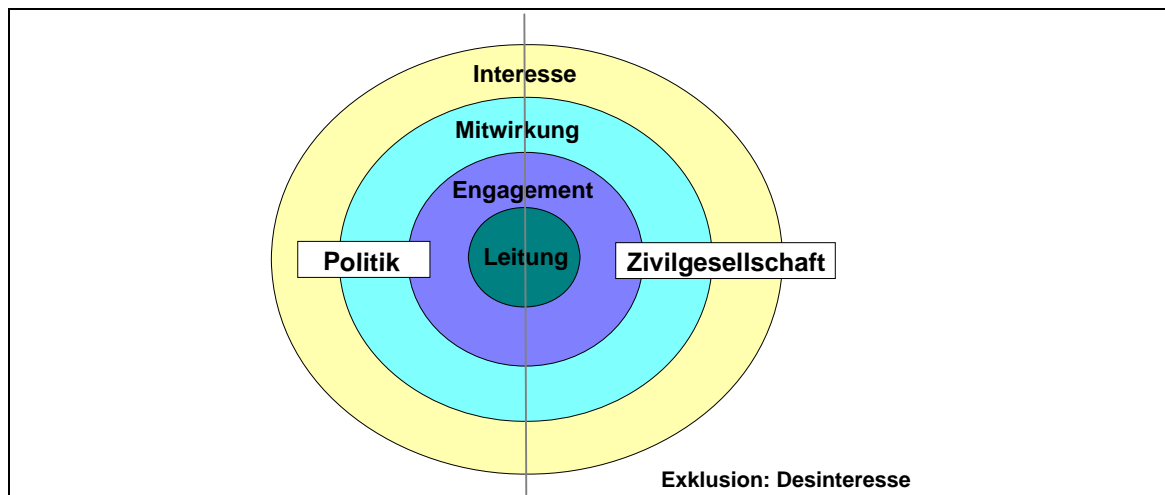 Interesse
Mitwirkung
Engagement
Leitung
Politik
Zivilgesellschaft
Exklusion: Desinteresse